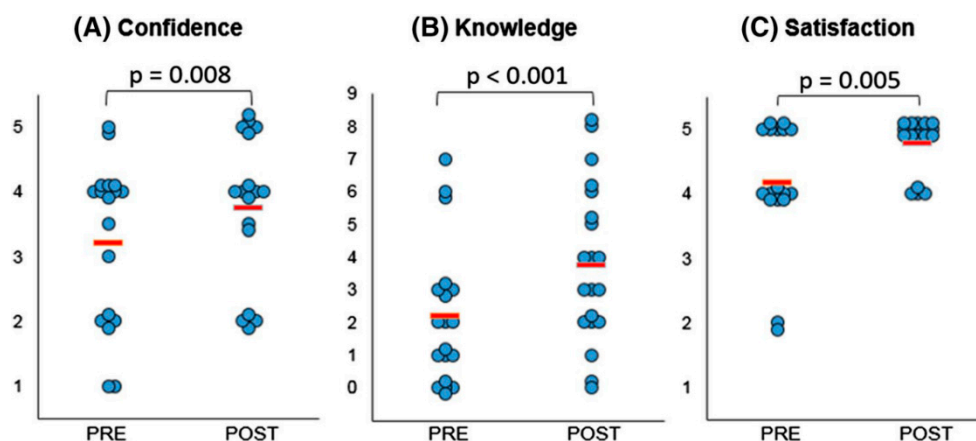 (A) Confidence
p = 0.008
5
4
3
2
1
PRE POST
(B) Knowledge
p < 0.001
9
8
7
6
5
4
3
2
1
0
PRE POST
(C) Satisfaction
p = 0.005
5
4
3
2
1
PRE POST